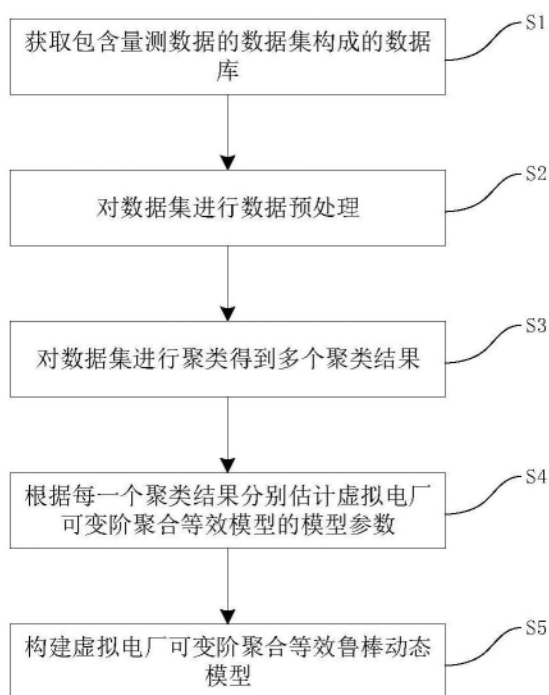 获取包含量测数据的数据集构成的数据
库
S1
对数据集进行数据预处理
S2
对数据集进行聚类得到多个聚类结果
S3
根据每一个聚类结果分别估计虚拟电厂
可变阶聚合等效模型的模型参数
S4
构建虚拟电厂可变阶聚合等效鲁棒动态
模型
S5